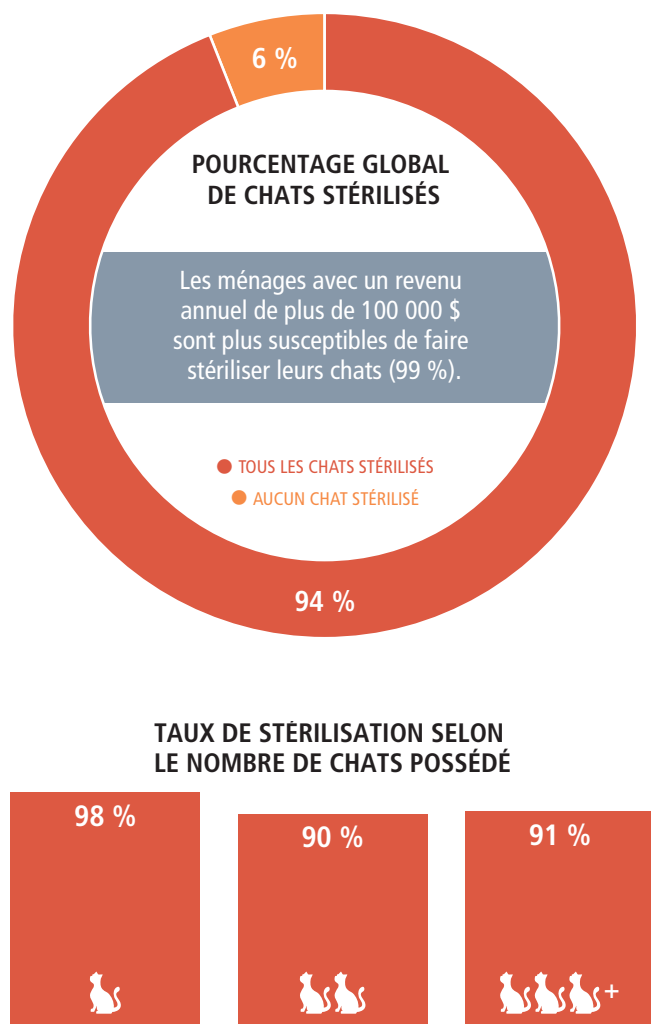 6 %
POURCENTAGE GLOBAL
DE CHATS STÉRILISÉS
Les ménages avec un revenu
annuel de plus de 100 000 $
sont plus susceptibles de faire
stériliser leurs chats (99 %).
TOUS LES CHATS STÉRILISÉS
AUCUN CHAT STÉRILISÉ
94 %
TAUX DE STÉRILISATION SELON
LE NOMBRE DE CHATS POSSÉDÉ
98 %
90 %
91 %
+